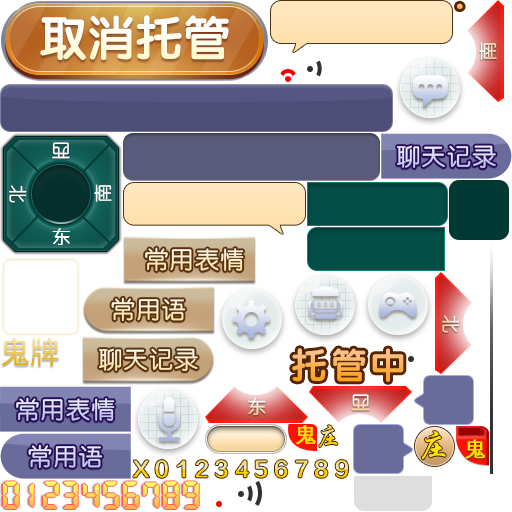 取消托管
南
聊天记录
西
北
南
东
常用表情
常用语
北
鬼牌
聊天记录
托管中
常用表情
东
西
鬼
庄
庄
鬼
常用语
X0123456789
0123456789